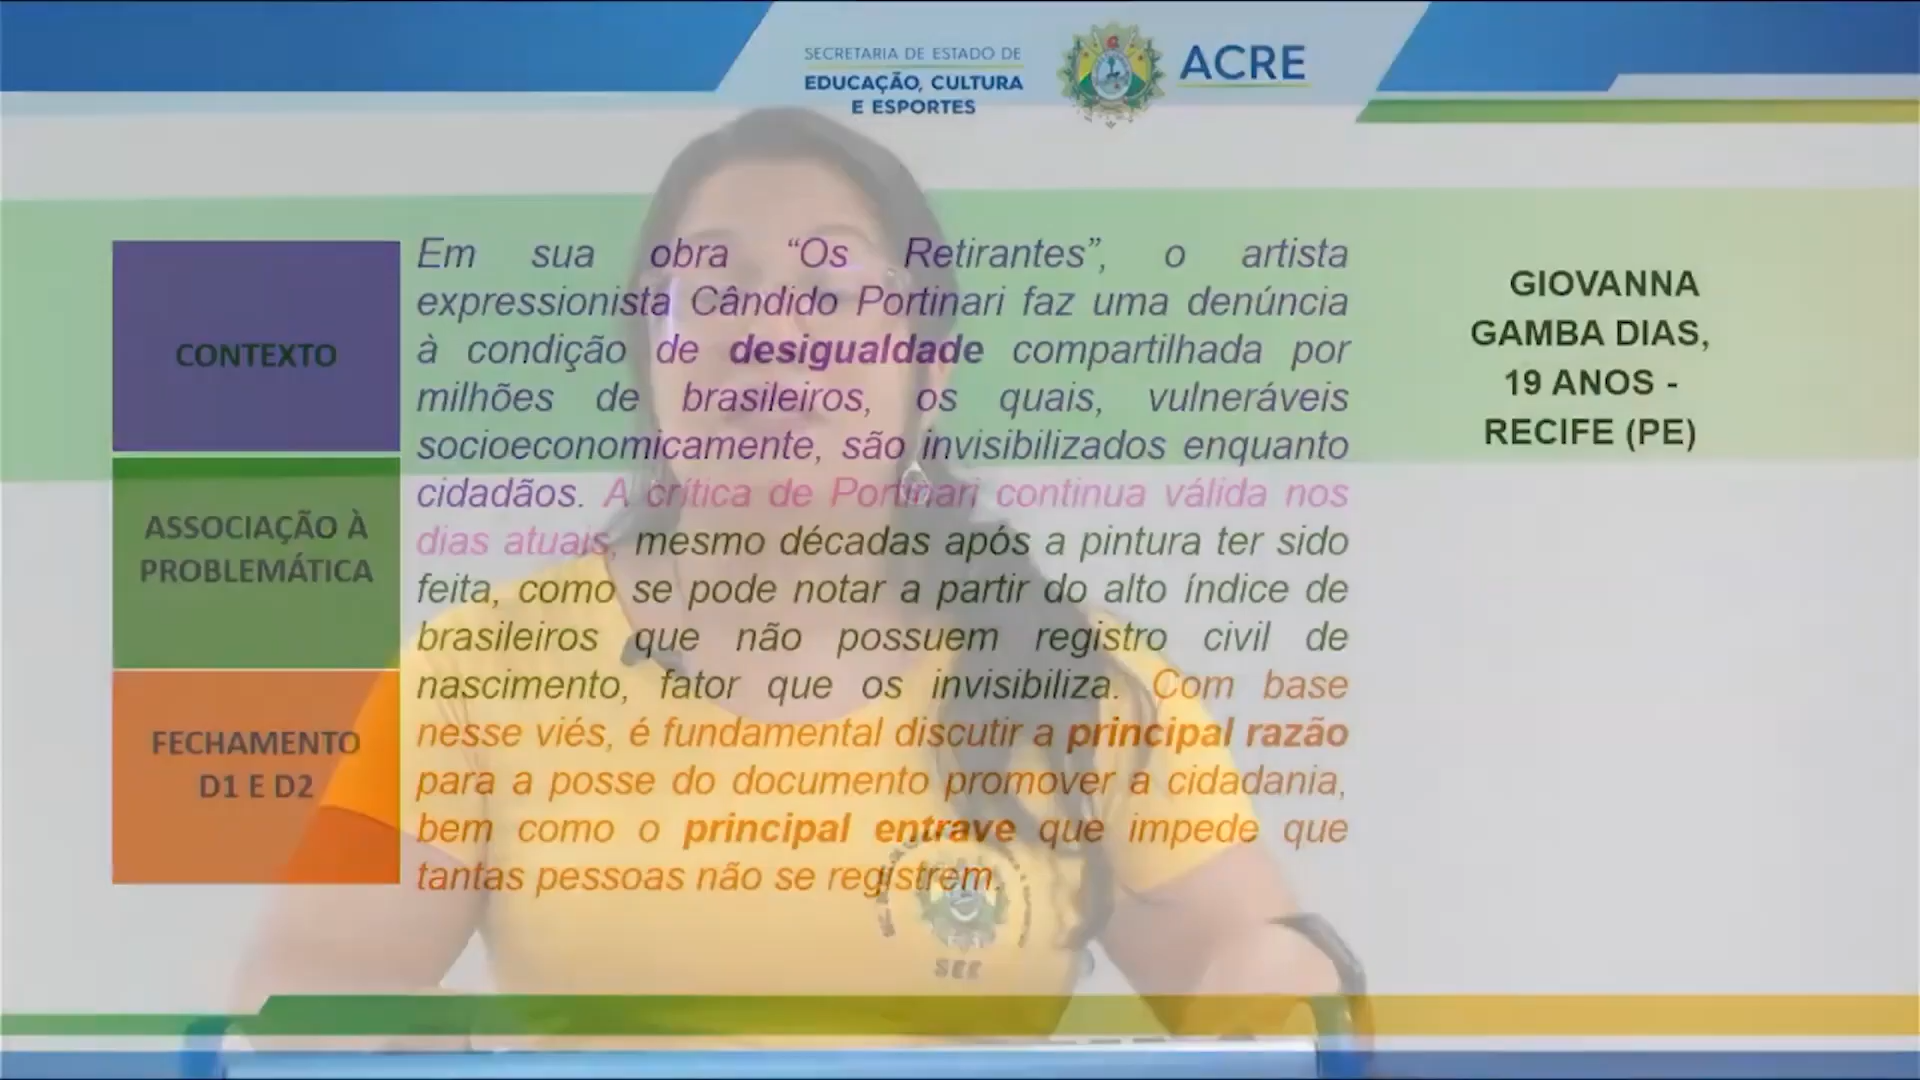 SECRETARIA DE ESTADO DE
EDUCAÇÃO, CULTURA
E ESPORTES
ACRE
CONTEXTO
ASSOCIAÇÃO À
PROBLEMÁTICA
FECHAMENTO
D1 E D2
Em sua obra “Os Retirantes”, o artista
expressionista Cândido Portinari faz uma denúncia
à condição de desigualdade compartilhada por
milhões de brasileiros, os quais, vulneráveis
socioeconomicamente, são invisibilizados enquanto
cidadãos. A crítica de Portinari continua válida nos
dias atuais, mesmo décadas após a pintura ter sido
feita, como se pode notar a partir do alto índice de
brasileiros que não possuem registro civil de
nascimento, fator que os invisibiliza. Com base
nesse viés, é fundamental discutir a principal razão
para a posse do documento promover a cidadania,
bem como o principal entrave que impede que
tantas pessoas não se registrem.
GIOVANNA
GAMBA DIAS,
19 ANOS -
RECIFE (PE)
SEE